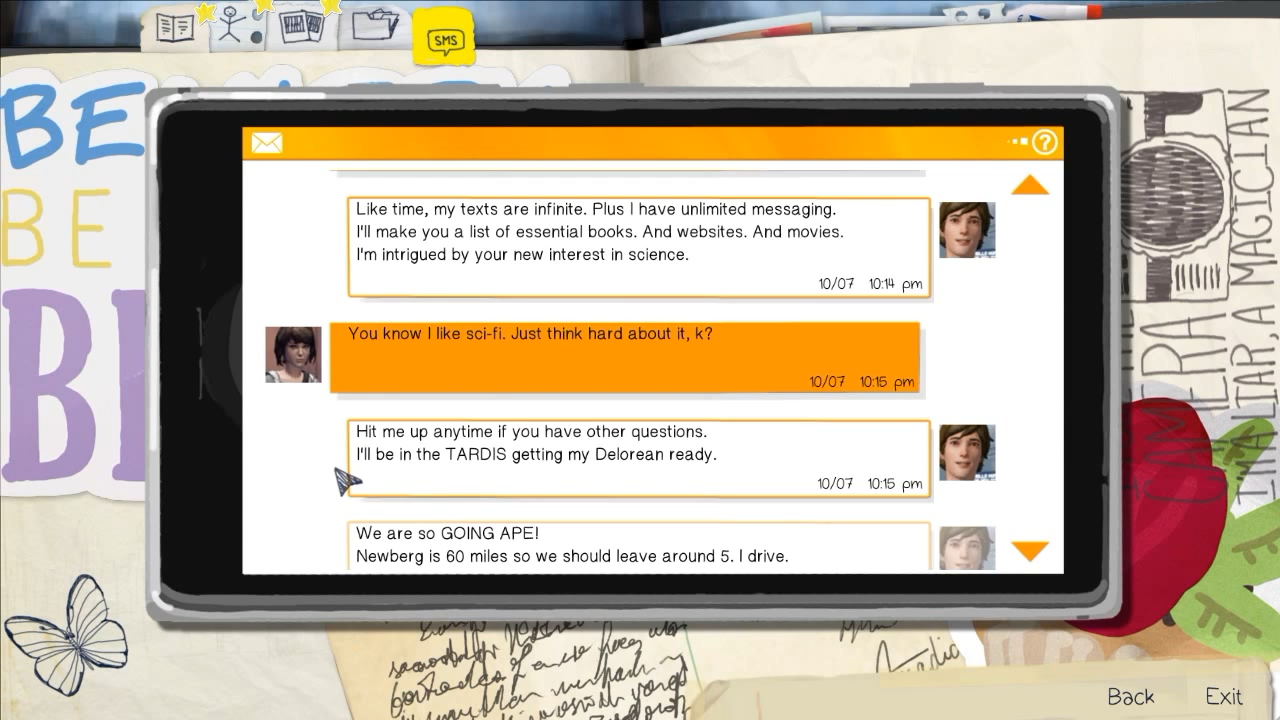 SMS
BE
BE
Like time, my texts are infinite. Plus I have unlimited messaging.
I'll make you a list of essential books. And websites. And movies.
I'm intrigued by your new interest in science.
10/07 10:14 pm
You know I like sci-fi. Just think hard about it, k?
10/07 10:15 pm
Hit me up anytime if you have other questions.
I'll be in the TARDIS getting my Delorean ready.
10/07 10:15 pm
We are so GOING APE!
Newberg is 60 miles so we should leave around 5. I drive.
A MAGICIAN
Back Exit